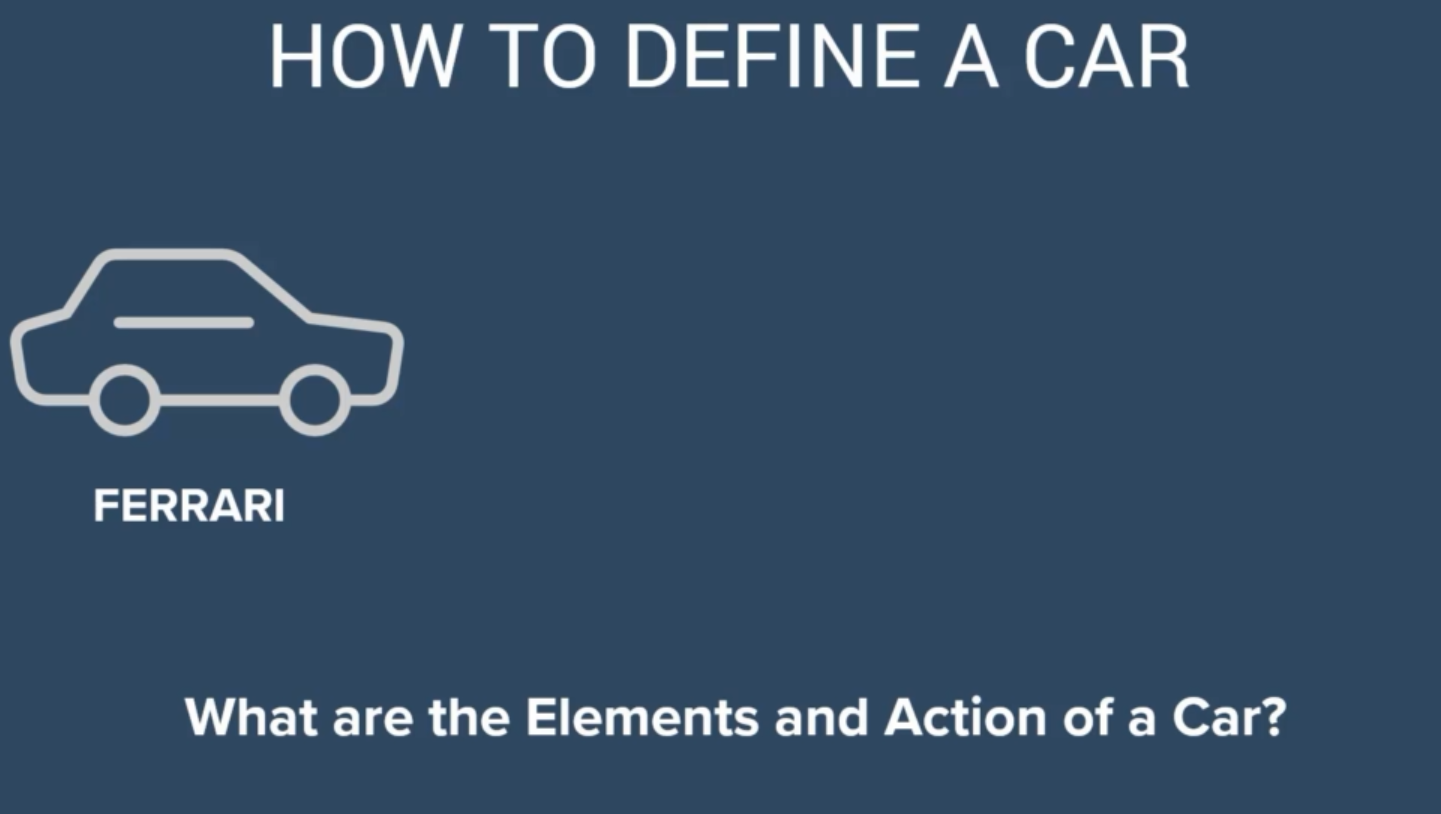 HOW TO DEFINE A CAR
FERRARI
What are the Elements and Action of a Car?